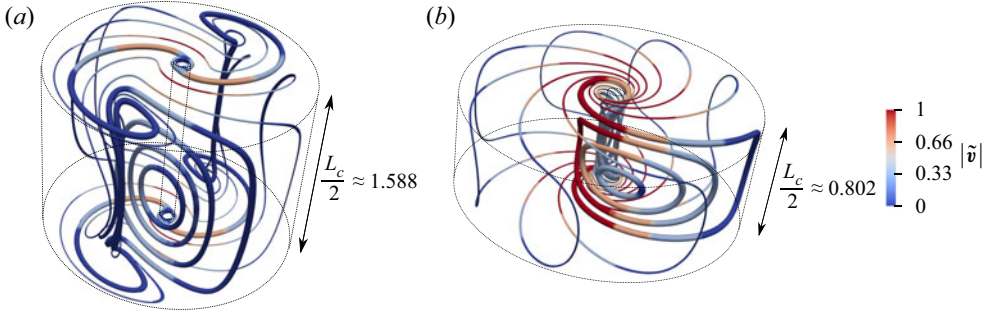 (a)
(b)
L_c/2 ≈ 1.588
L_c/2 ≈ 0.802
1
0.66
0.33
0
|ṽ|